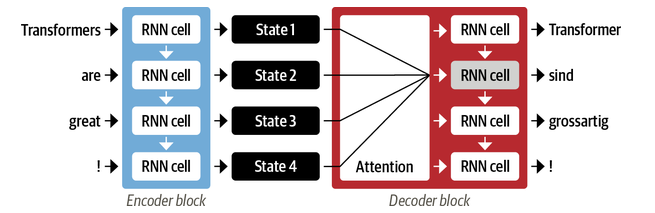 Transformers RNN cell State 1 RNN cell Transformer
are RNN cell State 2 RNN cell sind
great RNN cell State 3 RNN cell grossartig
! RNN cell State 4 Attention RNN cell !
Encoder block Decoder block